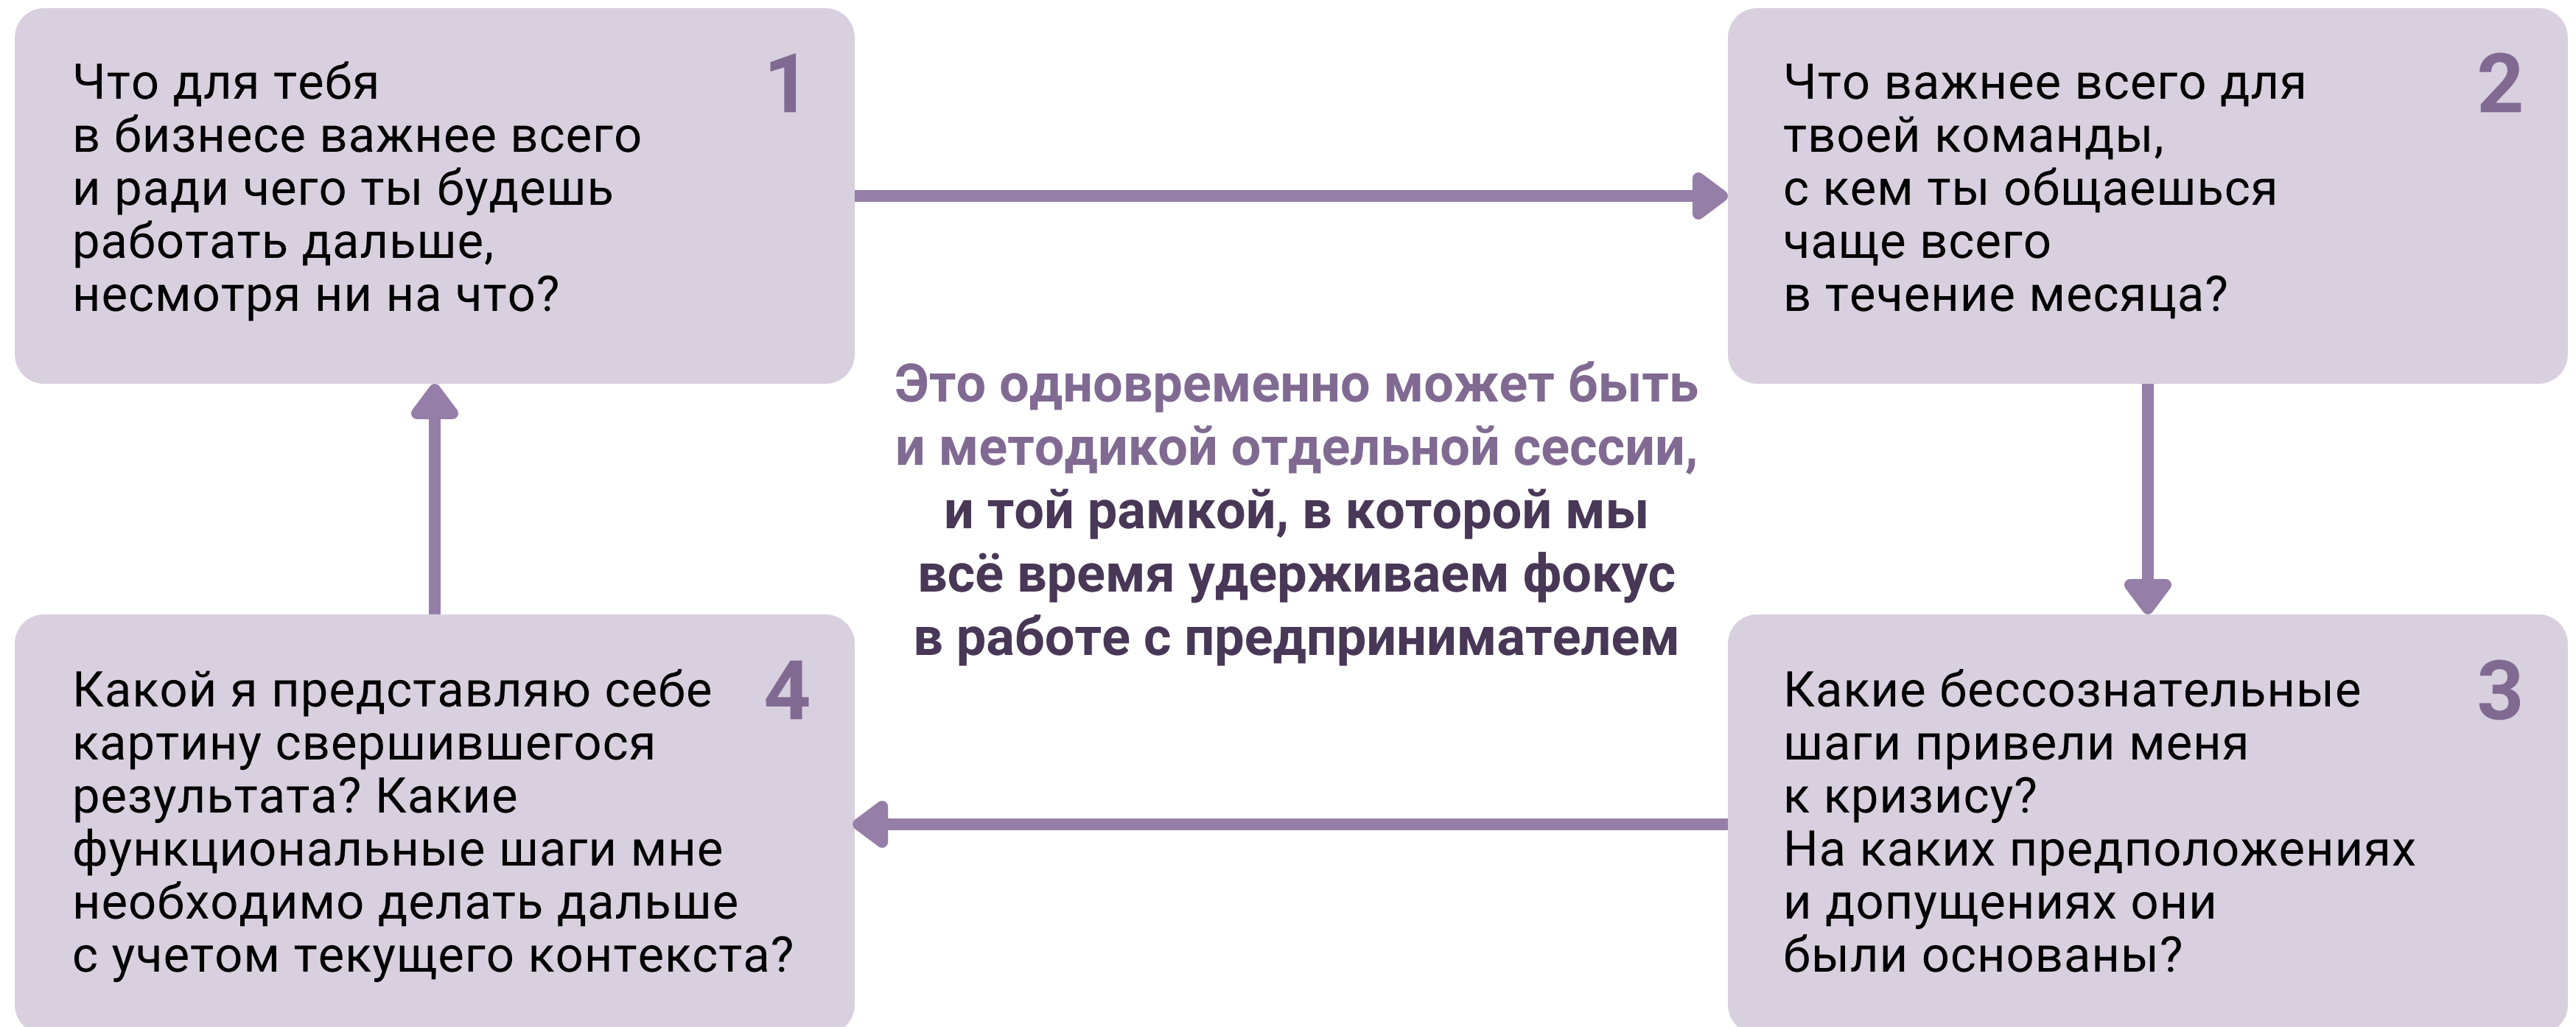 Что для тебя
в бизнесе важнее всего
и ради чего ты будешь
работать дальше,
несмотря ни на что?
1
Что важнее всего для
твоей команды,
с кем ты общаешься
чаще всего
в течение месяца?
2
Это одновременно может быть
и методикой отдельной сессии,
и той рамкой, в которой мы
всё время удерживаем фокус
в работе с предпринимателем
Какие бессознательные
шаги привели меня
к кризису?
На каких предположениях
и допущениях они
были основаны?
3
Какой я представляю себе
картину свершившегося
результата? Какие
функциональные шаги мне
необходимо делать дальше
с учетом текущего контекста?
4